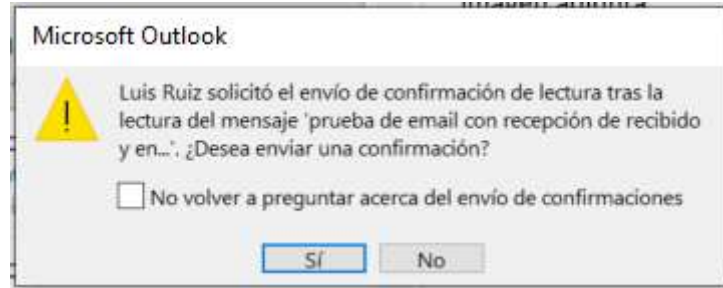 Microsoft Outlook
Luis Ruiz solicitó el envío de confirmación de lectura tras la
lectura del mensaje 'prueba de email con recepción de recibido
y en...'. ¿Desea enviar una confirmación?
No volver a preguntar acerca del envío de confirmaciones
Sí No